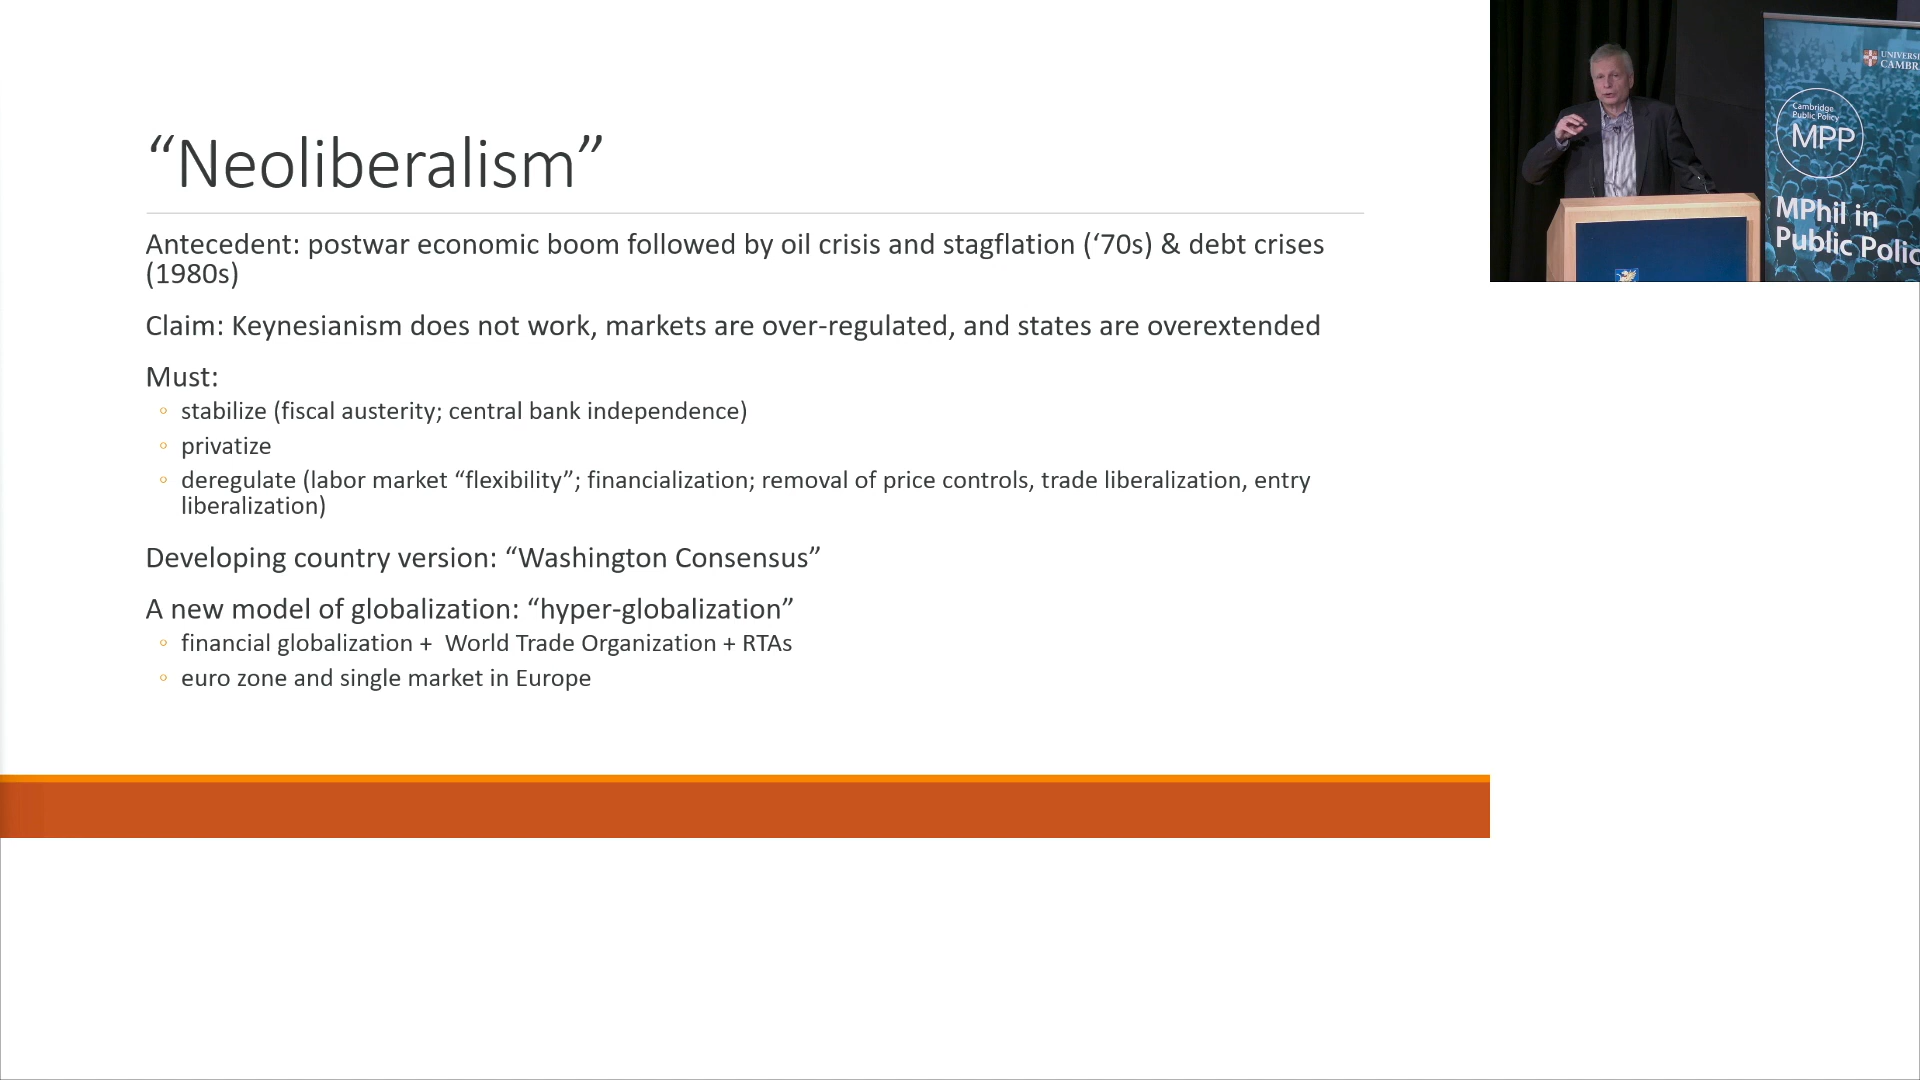 “Neoliberalism”
Antecedent: postwar economic boom followed by oil crisis and stagflation (‘70s) & debt crises
(1980s)
Claim: Keynesianism does not work, markets are over-regulated, and states are overextended
Must:
◦ stabilize (fiscal austerity; central bank independence)
◦ privatize
◦ deregulate (labor market “flexibility”; financialization; removal of price controls, trade liberalization, entry
liberalization)
Developing country version: “Washington Consensus”
A new model of globalization: “hyper-globalization”
◦ financial globalization +  World Trade Organization + RTAs
◦ euro zone and single market in Europe
UNIVERSI
CAMBR
Cambridge
Public Policy
MPP
MPhil in
Public Polic